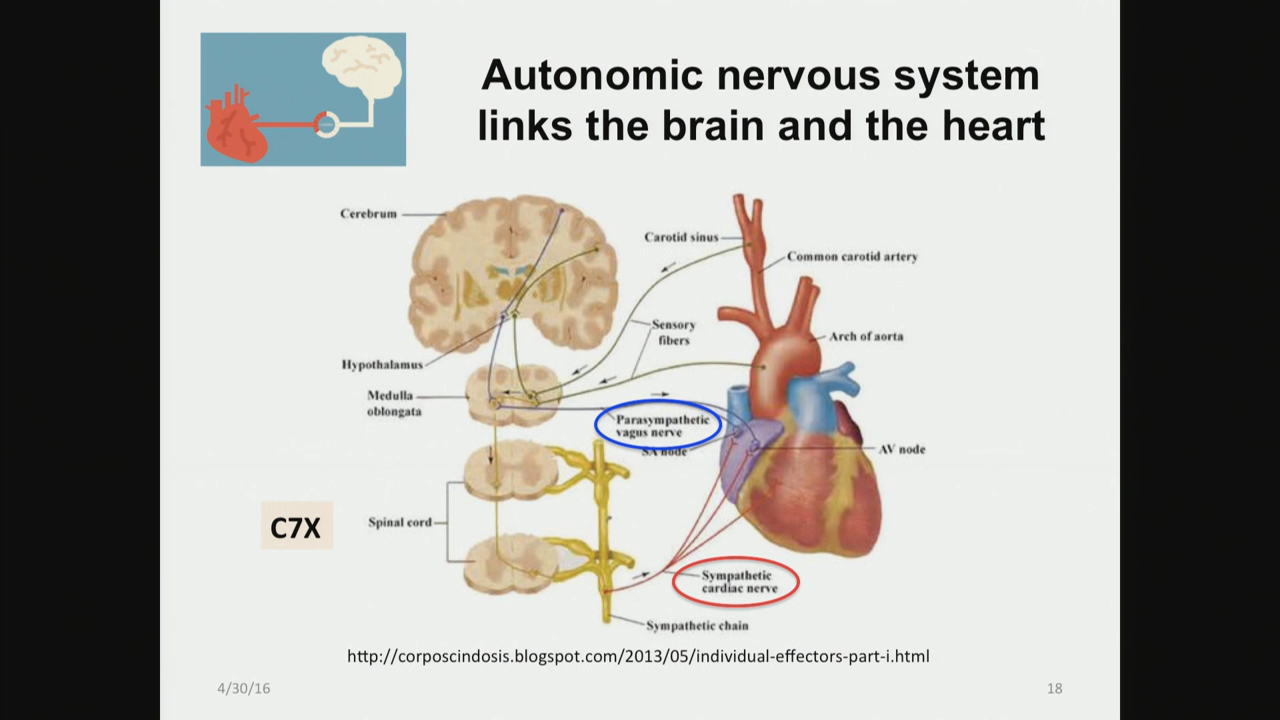 Autonomic nervous system
links the brain and the heart
Cerebrum
Carotid sinus
Common carotid artery
Sensory
fibers
Arch of aorta
Hypothalamus
Medulla
oblongata
Parasympathetic
vagus nerve
SA node
AV node
C7X
Spinal cord
Sympathetic
cardiac nerve
Sympathetic chain
http://corposcindosis.blogspot.com/2013/05/individual-effectors-part-i.html
4/30/16
18